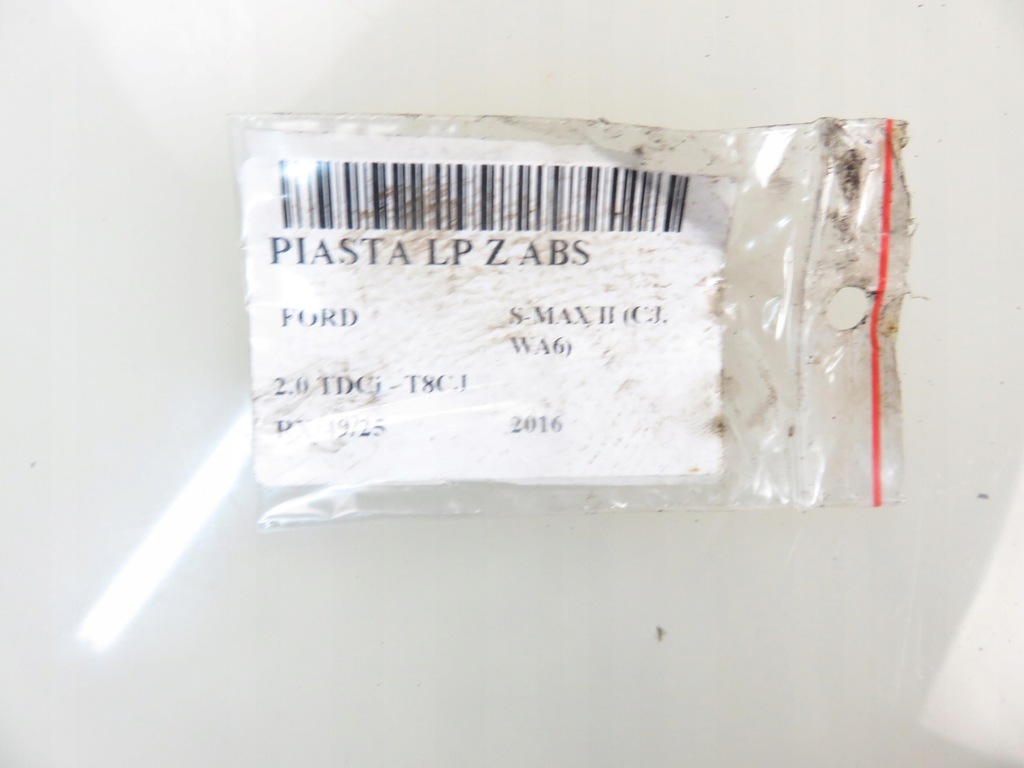 PIASTA LP Z ABS
FORD S-MAX II (CJ.
WA6)
2.0 TDCi - T8CJ
2016